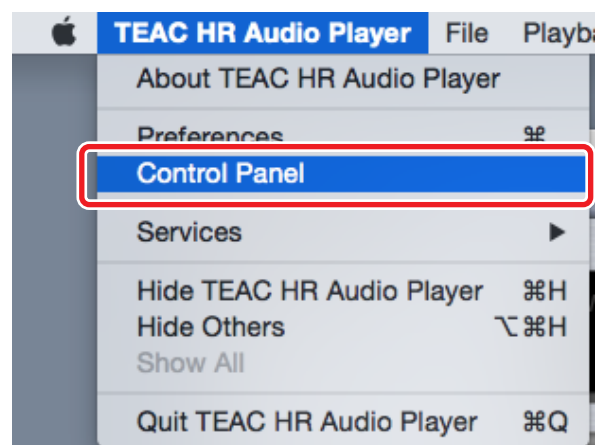 TEAC HR Audio Player File Playba
About TEAC HR Audio Player
Preferences ⌘
Control Panel
Services ▶
Hide TEAC HR Audio Player ⌘H
Hide Others ⌥⌘H
Show All
Quit TEAC HR Audio Player ⌘Q